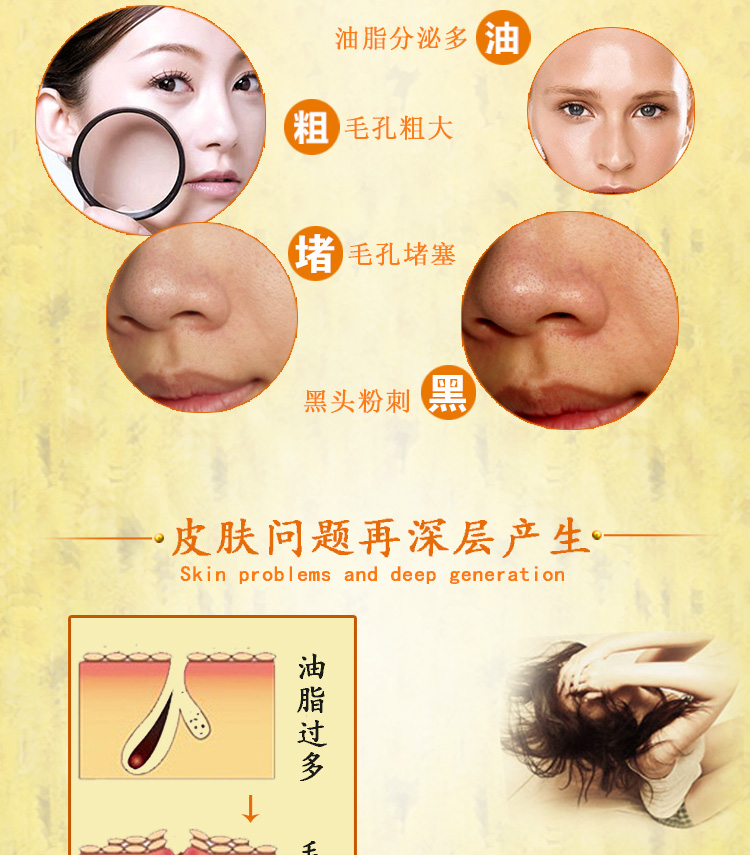 油脂分泌多 油
粗 毛孔粗大
堵 毛孔堵塞
黑头粉刺 黑
皮肤问题再深层产生
Skin problems and deep generation
油脂过多